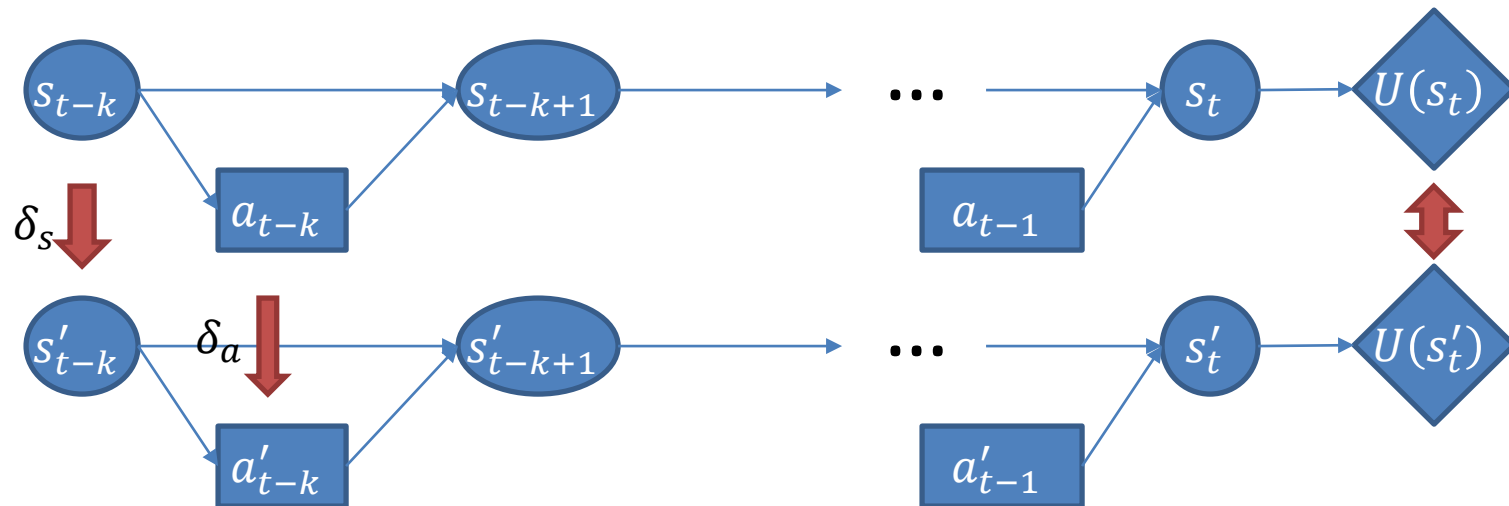 s_{t−k} s_{t−k+1} ... s_t U(s_t)
a_{t−k} a_{t−1}
δ_s
s′_{t−k} δ_a s′_{t−k+1} ... s′_t U(s′_t)
a′_{t−k} a′_{t−1}